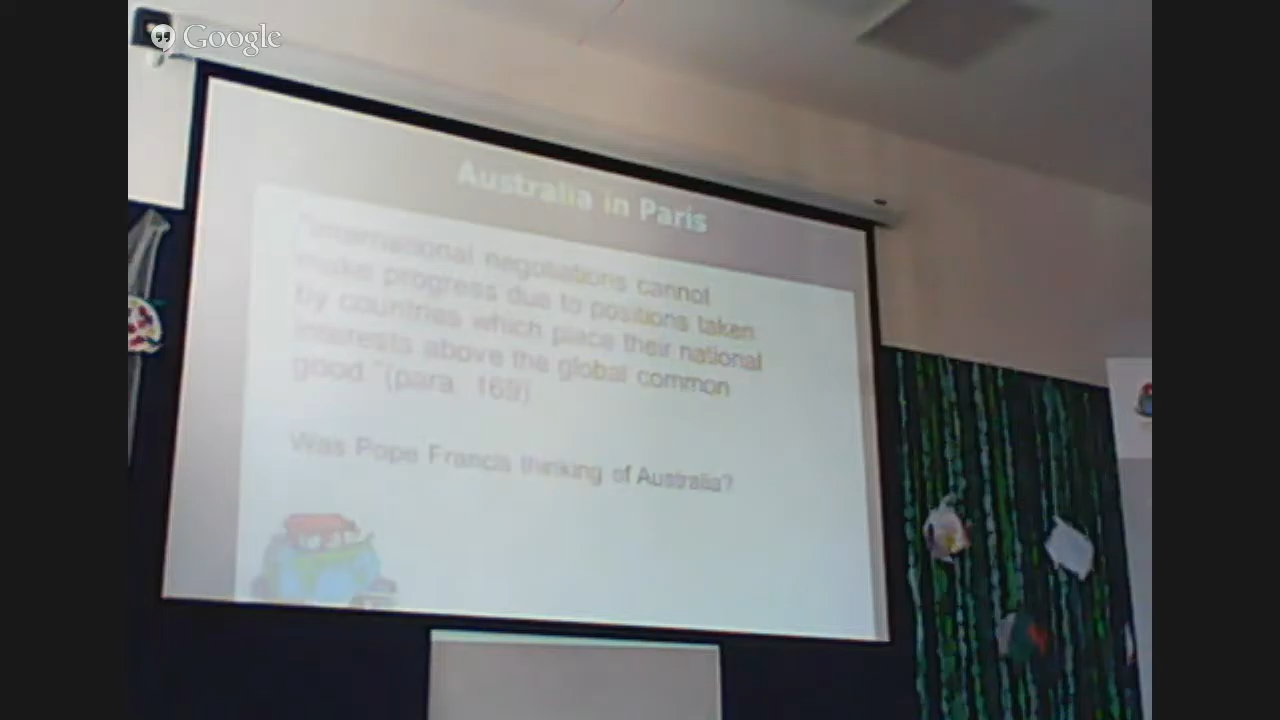 Google
Australia in Paris
"International negotiations cannot
make progress due to positions taken
by countries which place their national
interests above the global common
good."(para. 169)
Was Pope Francis thinking of Australia?